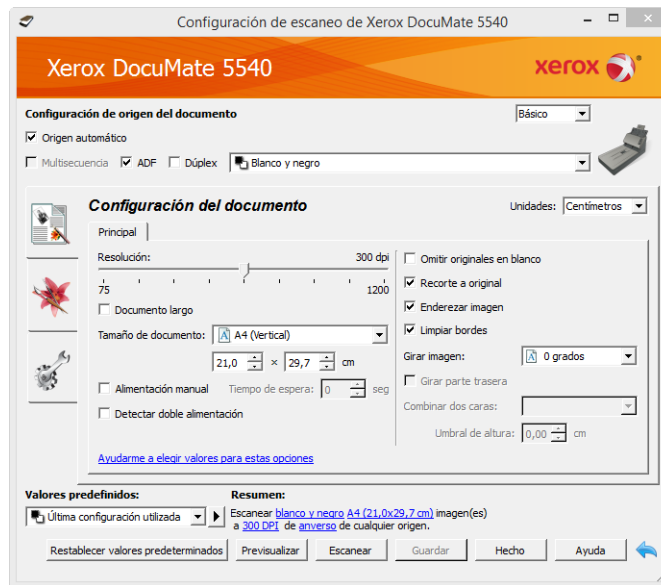 Configuración de escaneo de Xerox DocuMate 5540
Xerox DocuMate 5540
xerox
Configuración de origen del documento
Básico
Origen automático
Multisecuencia ADF Dúplex Blanco y negro
Configuración del documento
Unidades: Centímetros
Principal
Resolución: 300 dpi
75 1200
Documento largo
Tamaño de documento: A4 (Vertical)
21,0 × 29,7 cm
Alimentación manual Tiempo de espera: 0 seg
Detectar doble alimentación
Ayudarme a elegir valores para estas opciones
Omitir originales en blanco
Recorte a original
Enderezar imagen
Limpiar bordes
Girar imagen: 0 grados
Girar parte trasera
Combinar dos caras:
Umbral de altura: 0,00 cm
Valores predefinidos:
Última configuración utilizada
Resumen:
Escanear blanco y negro A4 (21,0x29,7 cm) imagen(es)
a 300 DPI de anverso de cualquier origen.
Restablecer valores predeterminados Previsualizar Escanear Guardar Hecho Ayuda